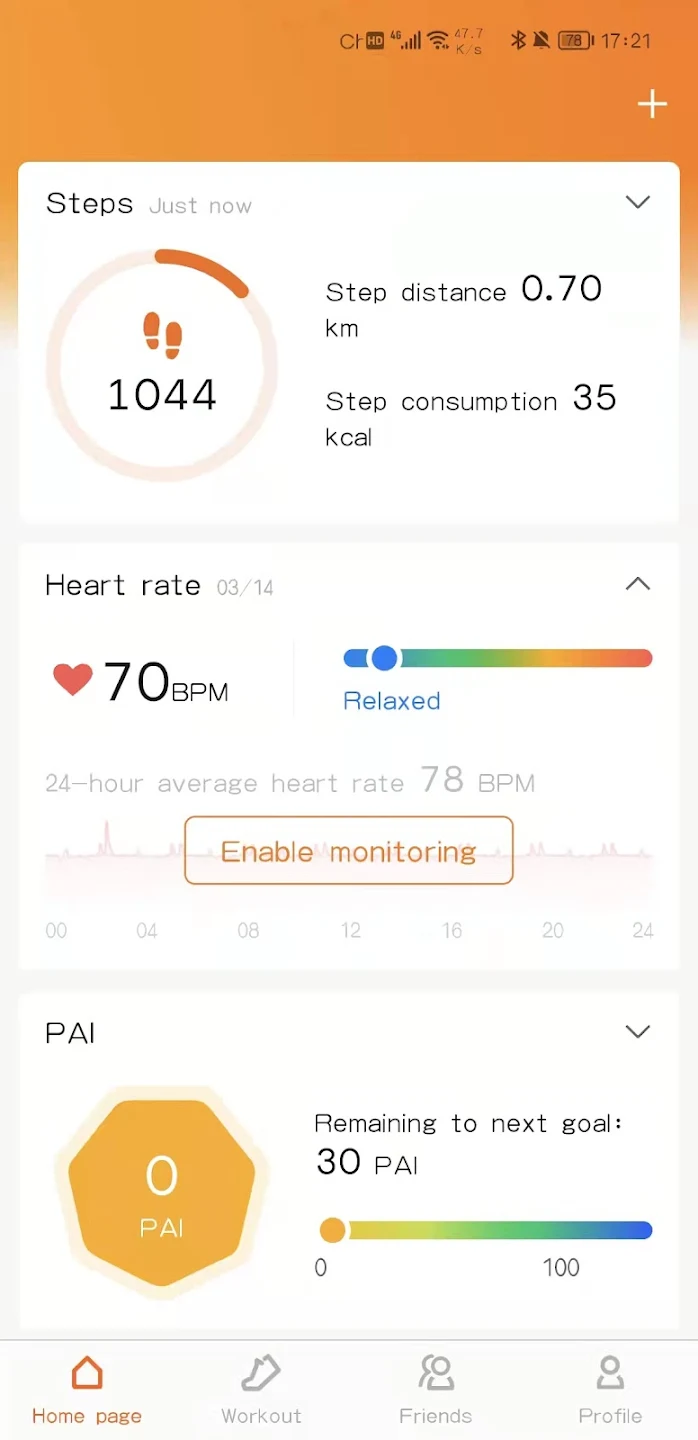 Ch HD 4G 47.7 K/s 78 17:21
Steps Just now
1044
Step distance 0.70
km
Step consumption 35
kcal
Heart rate 03/14
70BPM
Relaxed
24-hour average heart rate 78 BPM
Enable monitoring
00 04 08 12 16 20 24
PAI
0
PAI
Remaining to next goal:
30 PAI
0 100
Home page Workout Friends Profile